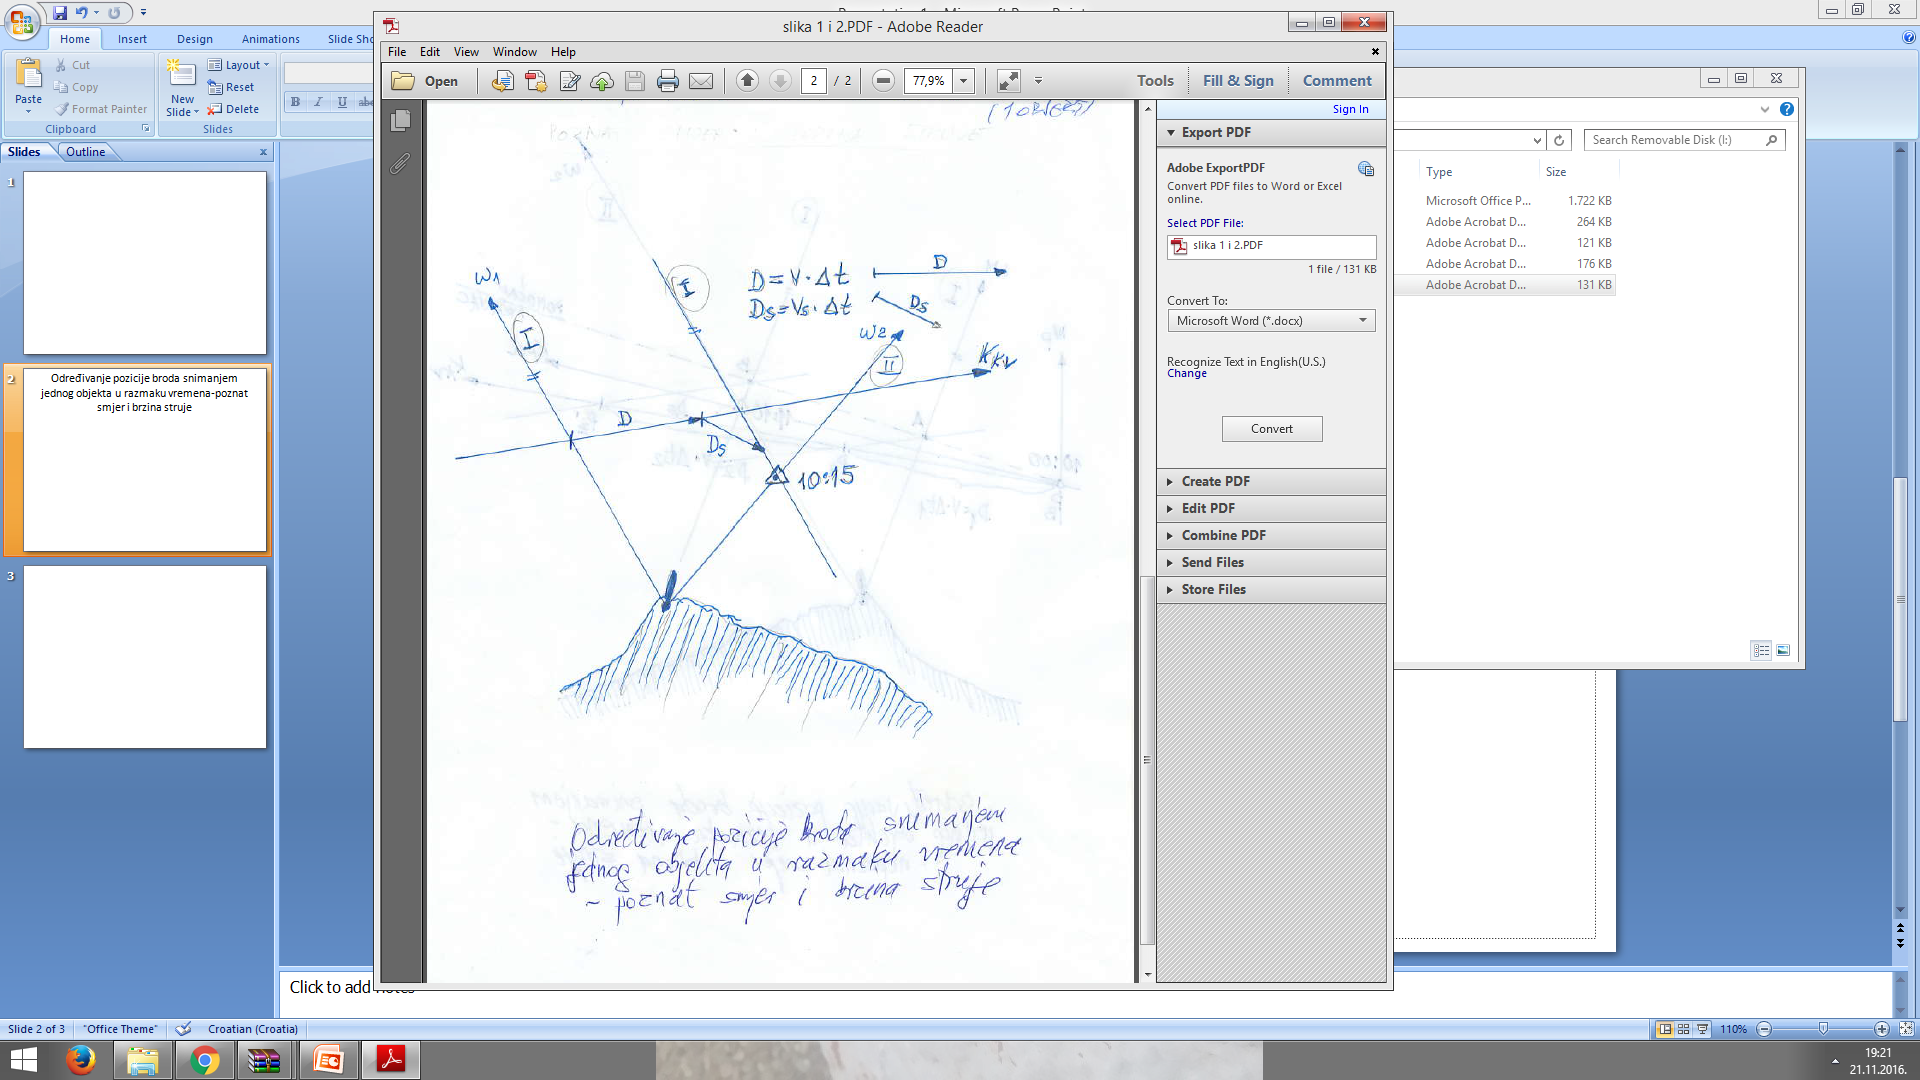 slika 1 i 2.PDF - Adobe Reader
Home
Insert
Design
Animations
Slide Sho
Paste
Cut
Copy
Format Painter
Clipboard
New
Slide
Layout
Reset
Delete
Slides
B I U abc
File Edit View Window Help
Open
2 / 2
77,9%
Tools
Fill & Sign
Comment
Sign In
Export PDF
Adobe ExportPDF
Convert PDF files to Word or Excel
online.
Select PDF File:
slika 1 i 2.PDF
1 file / 131 KB
Convert To:
Microsoft Word (*.docx)
Recognize Text in English(U.S.)
Change
Convert
Create PDF
Edit PDF
Combine PDF
Send Files
Store Files
Search Removable Disk (I:)
Type Size
Microsoft Office P... 1.722 KB
Adobe Acrobat D... 264 KB
Adobe Acrobat D... 121 KB
Adobe Acrobat D... 176 KB
Adobe Acrobat D... 131 KB
Slides
Outline
1
2
Određivanje pozicije broda snimanjem
jednog objekta u razmaku vremena-poznat
smjer i brzina struje
3
W1
I
I
D = V · Δt
Ds = Vs · Δt
D
Ds
W2
II
KKV
D
Ds
10:15
Određivanje pozicije broda snimanjem
jednog objekta u razmaku vremena
- poznat smjer i brzina struje
Click to add notes
Slide 2 of 3
"Office Theme"
Croatian (Croatia)
110%
19:21
21.11.2016.